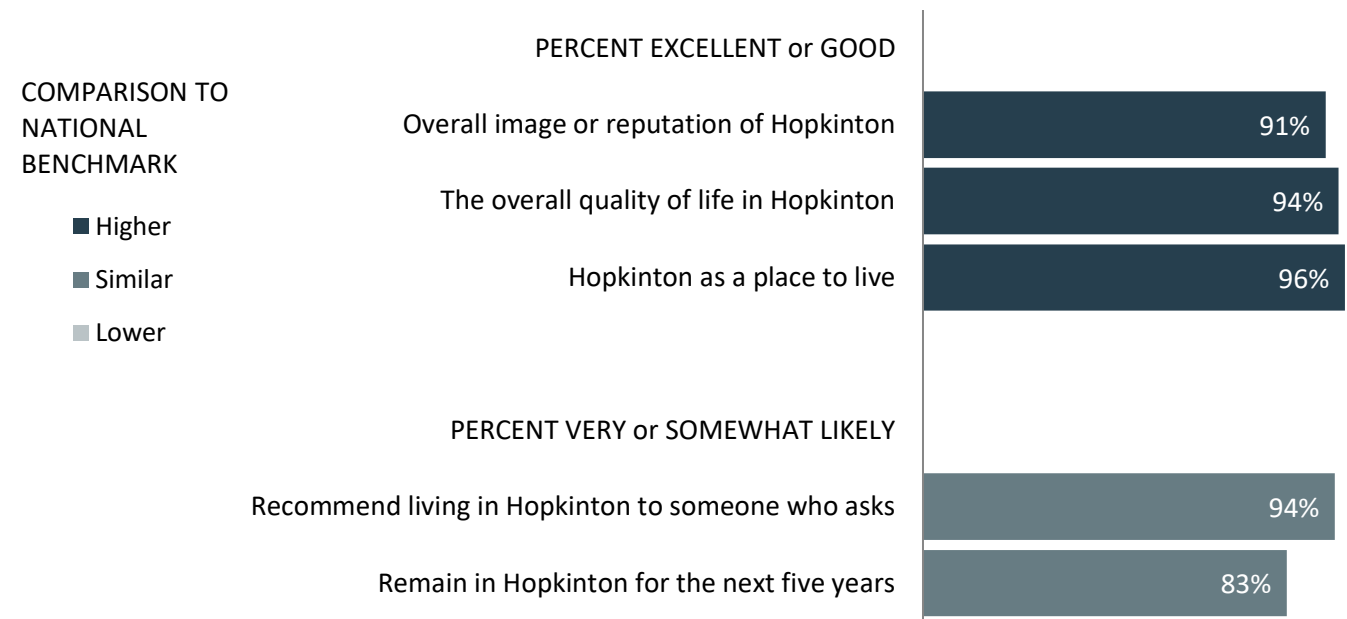 PERCENT EXCELLENT or GOOD
COMPARISON TO
NATIONAL
BENCHMARK
Higher
Similar
Lower
Overall image or reputation of Hopkinton 91%
The overall quality of life in Hopkinton 94%
Hopkinton as a place to live 96%
PERCENT VERY or SOMEWHAT LIKELY
Recommend living in Hopkinton to someone who asks 94%
Remain in Hopkinton for the next five years 83%